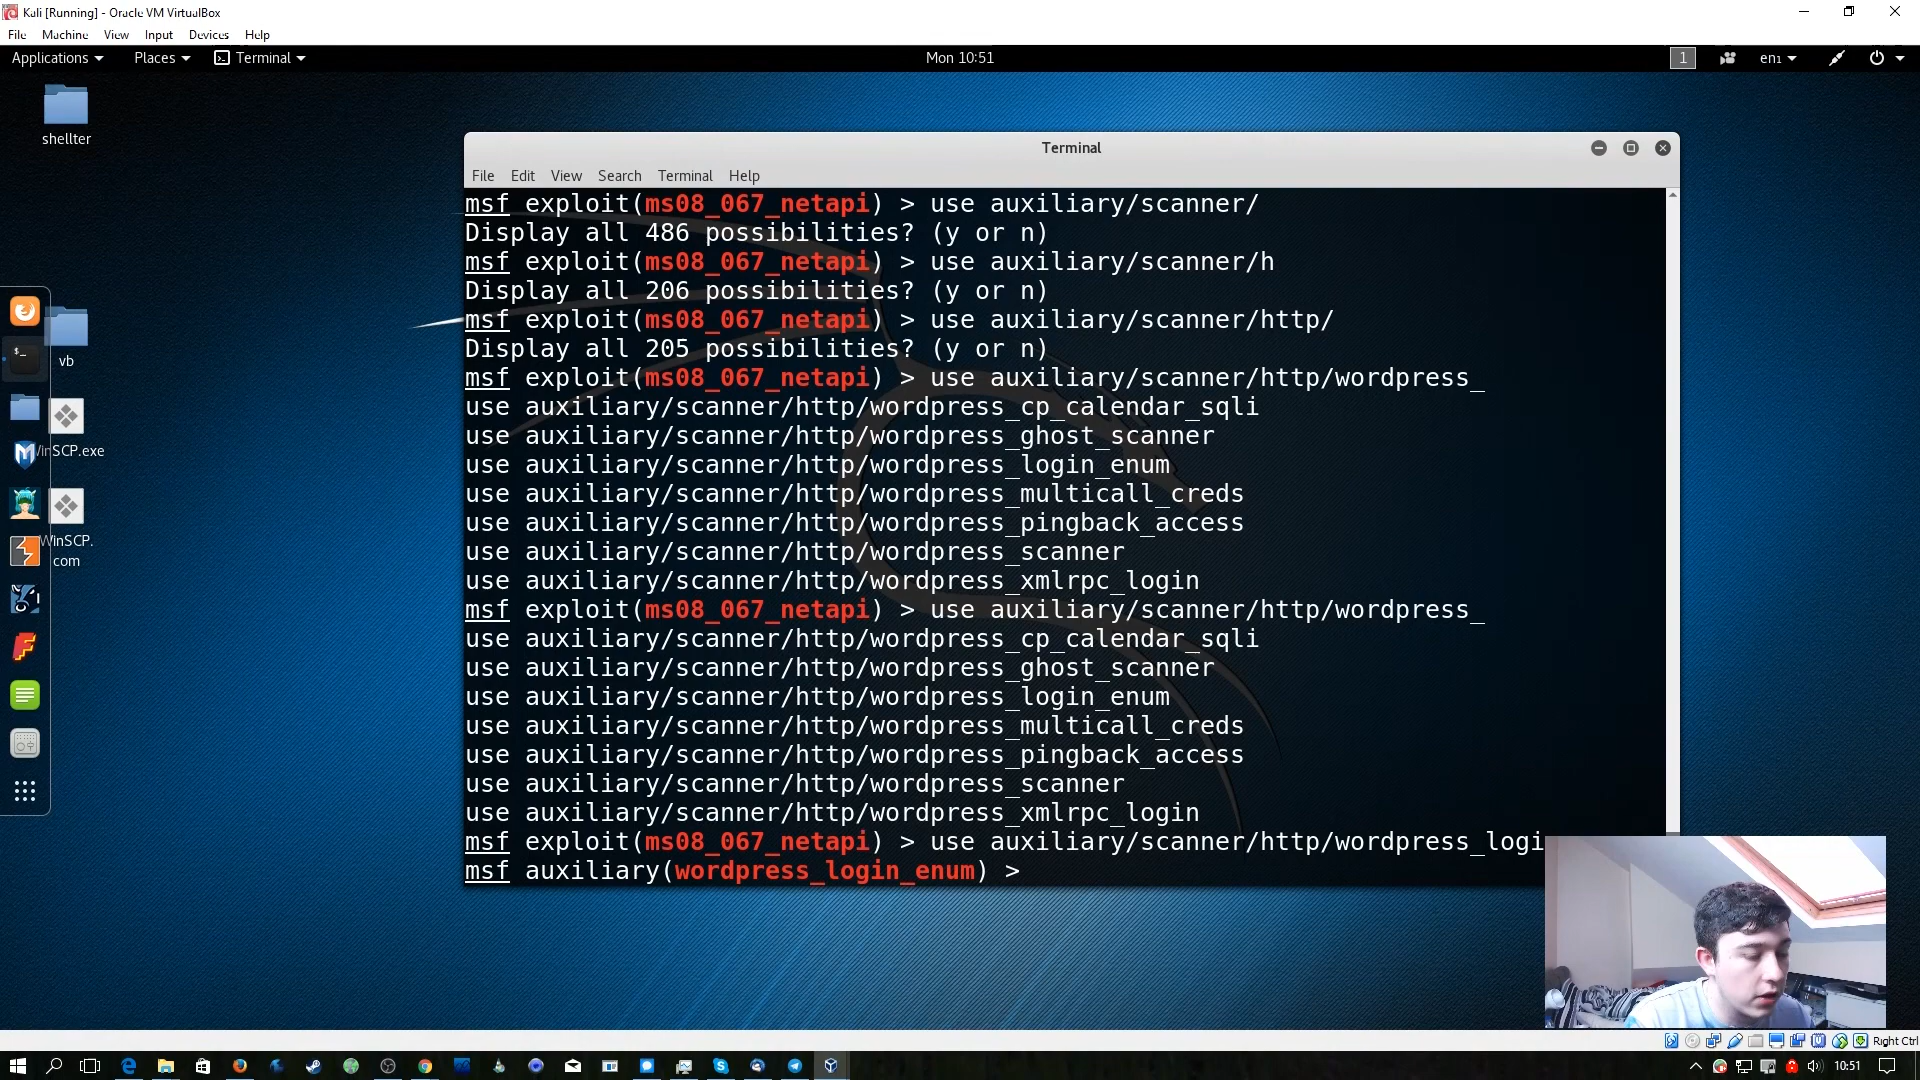 Kali [Running] - Oracle VM VirtualBox
File Machine View Input Devices Help
Applications Places Terminal Mon 10:51 1 en1
shellter
Terminal
File Edit View Search Terminal Help
msf exploit(ms08_067_netapi) > use auxiliary/scanner/
Display all 486 possibilities? (y or n)
msf exploit(ms08_067_netapi) > use auxiliary/scanner/h
Display all 206 possibilities? (y or n)
msf exploit(ms08_067_netapi) > use auxiliary/scanner/http/
Display all 205 possibilities? (y or n)
msf exploit(ms08_067_netapi) > use auxiliary/scanner/http/wordpress_
use auxiliary/scanner/http/wordpress_cp_calendar_sqli
use auxiliary/scanner/http/wordpress_ghost_scanner
use auxiliary/scanner/http/wordpress_login_enum
use auxiliary/scanner/http/wordpress_multicall_creds
use auxiliary/scanner/http/wordpress_pingback_access
use auxiliary/scanner/http/wordpress_scanner
use auxiliary/scanner/http/wordpress_xmlrpc_login
msf exploit(ms08_067_netapi) > use auxiliary/scanner/http/wordpress_
use auxiliary/scanner/http/wordpress_cp_calendar_sqli
use auxiliary/scanner/http/wordpress_ghost_scanner
use auxiliary/scanner/http/wordpress_login_enum
use auxiliary/scanner/http/wordpress_multicall_creds
use auxiliary/scanner/http/wordpress_pingback_access
use auxiliary/scanner/http/wordpress_scanner
use auxiliary/scanner/http/wordpress_xmlrpc_login
msf exploit(ms08_067_netapi) > use auxiliary/scanner/http/wordpress_logi
msf auxiliary(wordpress_login_enum) >
vb
WinSCP.exe
WinSCP.
com
Right Ctrl
10:51